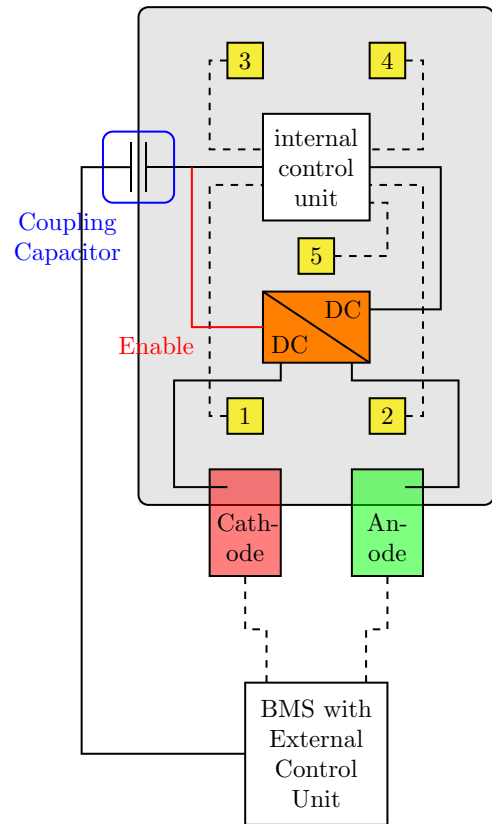 3
4
internal
control
unit
Coupling
Capacitor
5
DC
DC
Enable
1
2
Cath-
ode
An-
ode
BMS with
External
Control
Unit